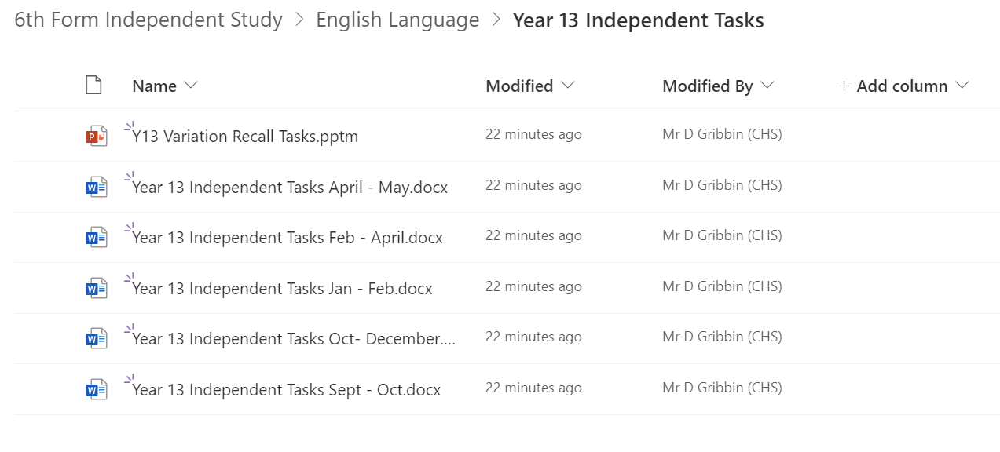 6th Form Independent Study > English Language > Year 13 Independent Tasks
Name Modified Modified By + Add column
Y13 Variation Recall Tasks.pptm 22 minutes ago Mr D Gribbin (CHS)
Year 13 Independent Tasks April - May.docx 22 minutes ago Mr D Gribbin (CHS)
Year 13 Independent Tasks Feb - April.docx 22 minutes ago Mr D Gribbin (CHS)
Year 13 Independent Tasks Jan - Feb.docx 22 minutes ago Mr D Gribbin (CHS)
Year 13 Independent Tasks Oct- December.... 22 minutes ago Mr D Gribbin (CHS)
Year 13 Independent Tasks Sept - Oct.docx 22 minutes ago Mr D Gribbin (CHS)